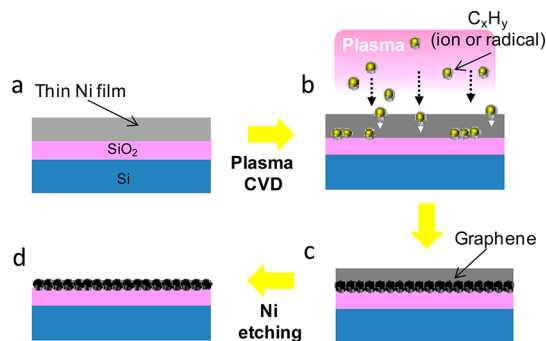 CxHy
(ion or radical)
Plasma
a
b
Thin Ni film
SiO2
Si
Plasma
CVD
d
c
Graphene
Ni
etching